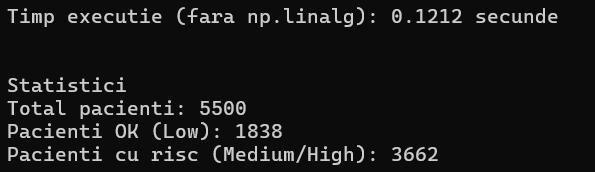 Timp executie (fara np.linalg): 0.1212 secunde
Statistici
Total pacienti: 5500
Pacienti OK (Low): 1838
Pacienti cu risc (Medium/High): 3662